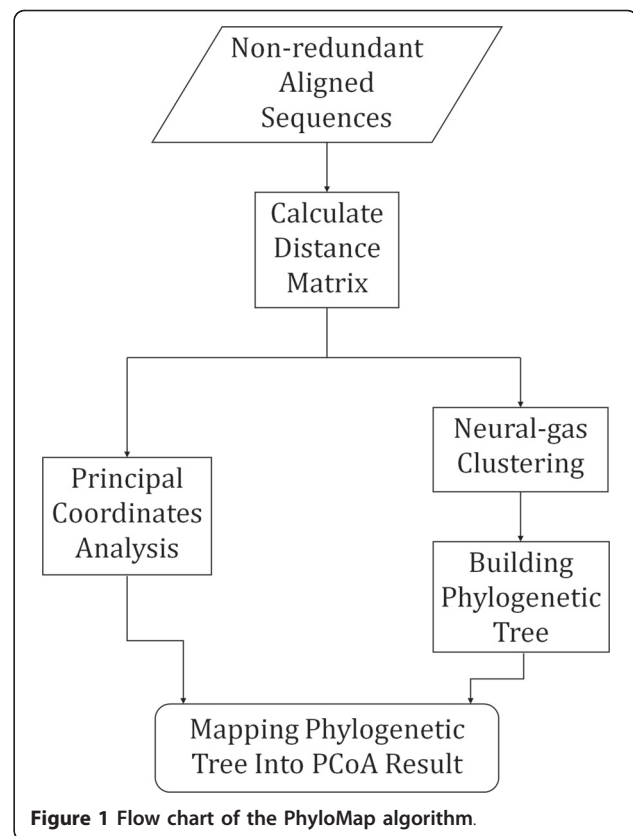 Non-redundant
Aligned
Sequences
Calculate
Distance
Matrix
Principal
Coordinates
Analysis
Neural-gas
Clustering
Building
Phylogenetic
Tree
Mapping Phylogenetic
Tree Into PCoA Result
Figure 1 Flow chart of the PhyloMap algorithm.